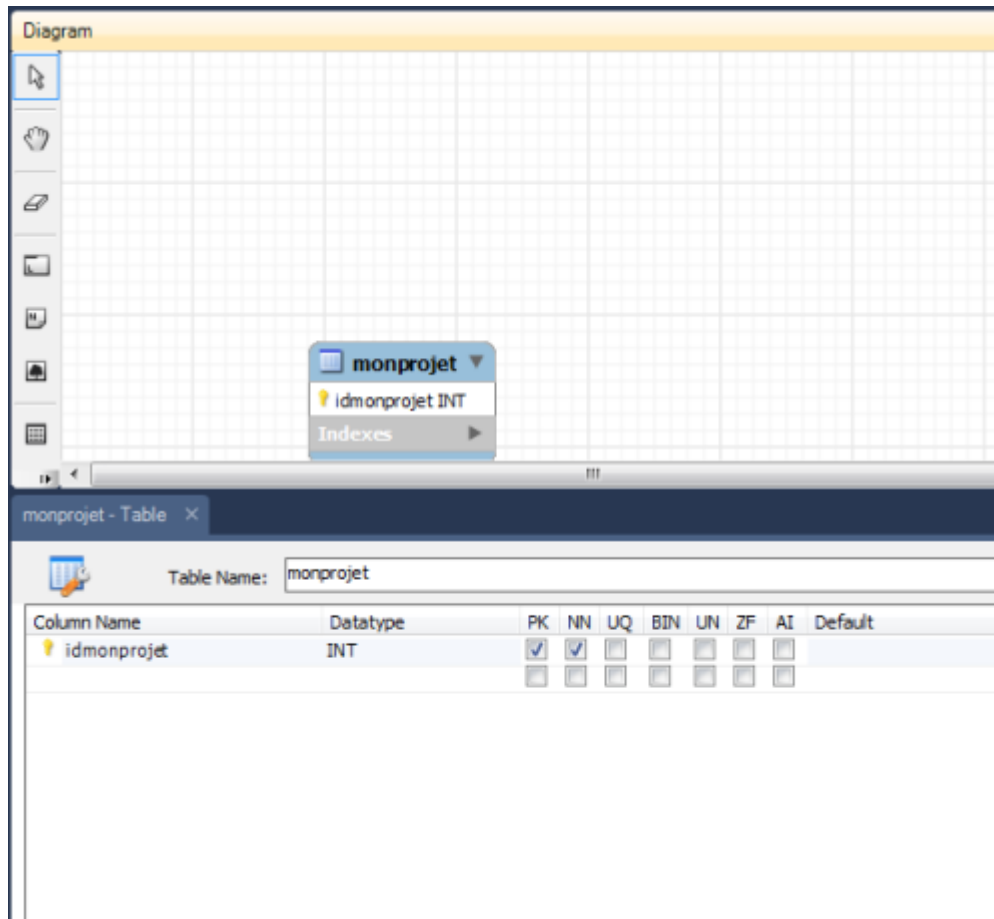 Diagram
monprojet
idmonprojet INT
Indexes
monprojet - Table
Table Name: monprojet
Column Name Datatype PK NN UQ BIN UN ZF AI Default
idmonprojet INT